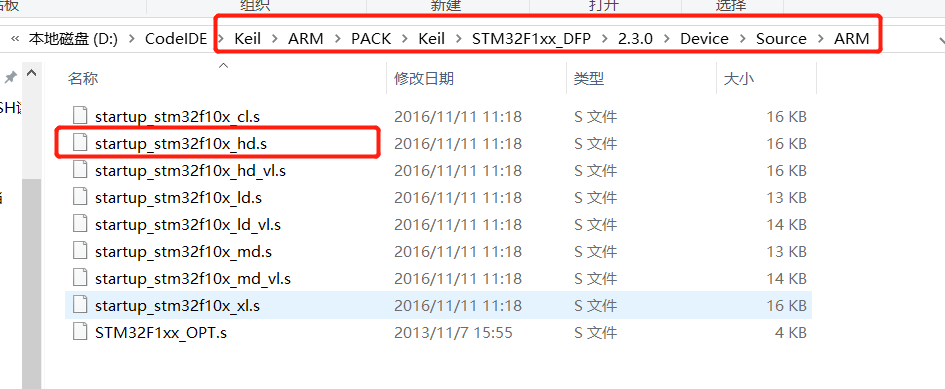 组织 新建 打开 选择
« 本地磁盘 (D:) > CodeIDE > Keil > ARM > PACK > Keil > STM32F1xx_DFP > 2.3.0 > Device > Source > ARM
名称 修改日期 类型 大小
startup_stm32f10x_cl.s 2016/11/11 11:18 S 文件 16 KB
startup_stm32f10x_hd.s 2016/11/11 11:18 S 文件 16 KB
startup_stm32f10x_hd_vl.s 2016/11/11 11:18 S 文件 16 KB
startup_stm32f10x_ld.s 2016/11/11 11:18 S 文件 13 KB
startup_stm32f10x_ld_vl.s 2016/11/11 11:18 S 文件 14 KB
startup_stm32f10x_md.s 2016/11/11 11:18 S 文件 13 KB
startup_stm32f10x_md_vl.s 2016/11/11 11:18 S 文件 14 KB
startup_stm32f10x_xl.s 2016/11/11 11:18 S 文件 16 KB
STM32F1xx_OPT.s 2013/11/7 15:55 S 文件 4 KB